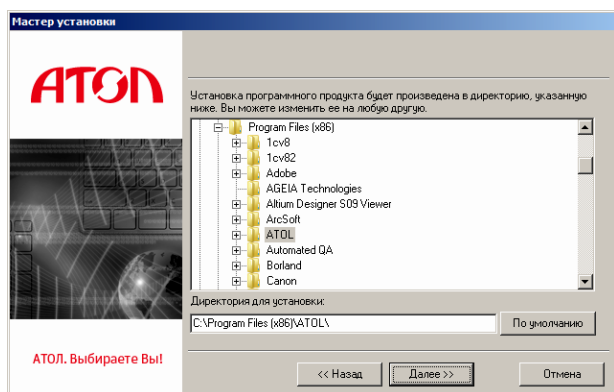 Мастер установки
АТОЛ
Установка программного продукта будет произведена в директорию, указанную
ниже. Вы можете изменить ее на любую другую.
Program Files (x86)
1cv8
1cv82
Adobe
AGEIA Technologies
Altium Designer S09 Viewer
ArcSoft
ATOL
Automated QA
Borland
Canon
Директория для установки:
C:\Program Files (x86)\ATOL\
По умолчанию
АТОЛ. Выбираете Вы!
<< Назад
Далее >>
Отмена